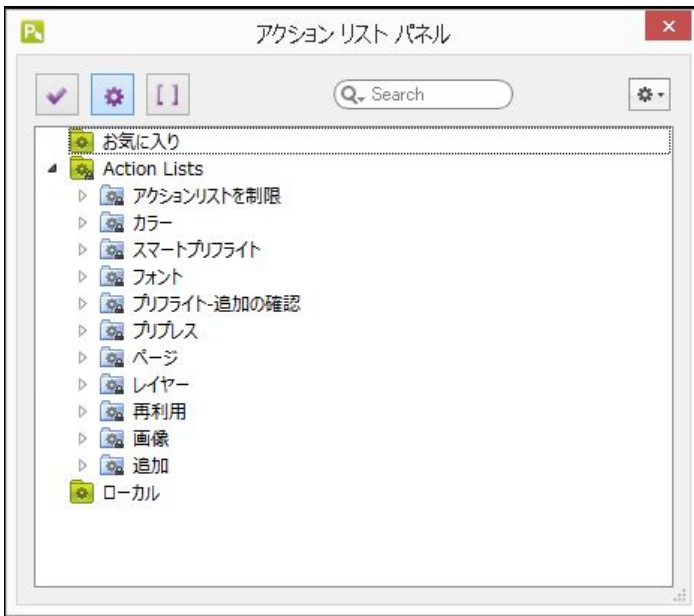 アクション リスト パネル
Search
お気に入り
Action Lists
アクションリストを制限
カラー
スマートプリフライト
フォント
プリフライト-追加の確認
プリプレス
ページ
レイヤー
再利用
画像
追加
ローカル